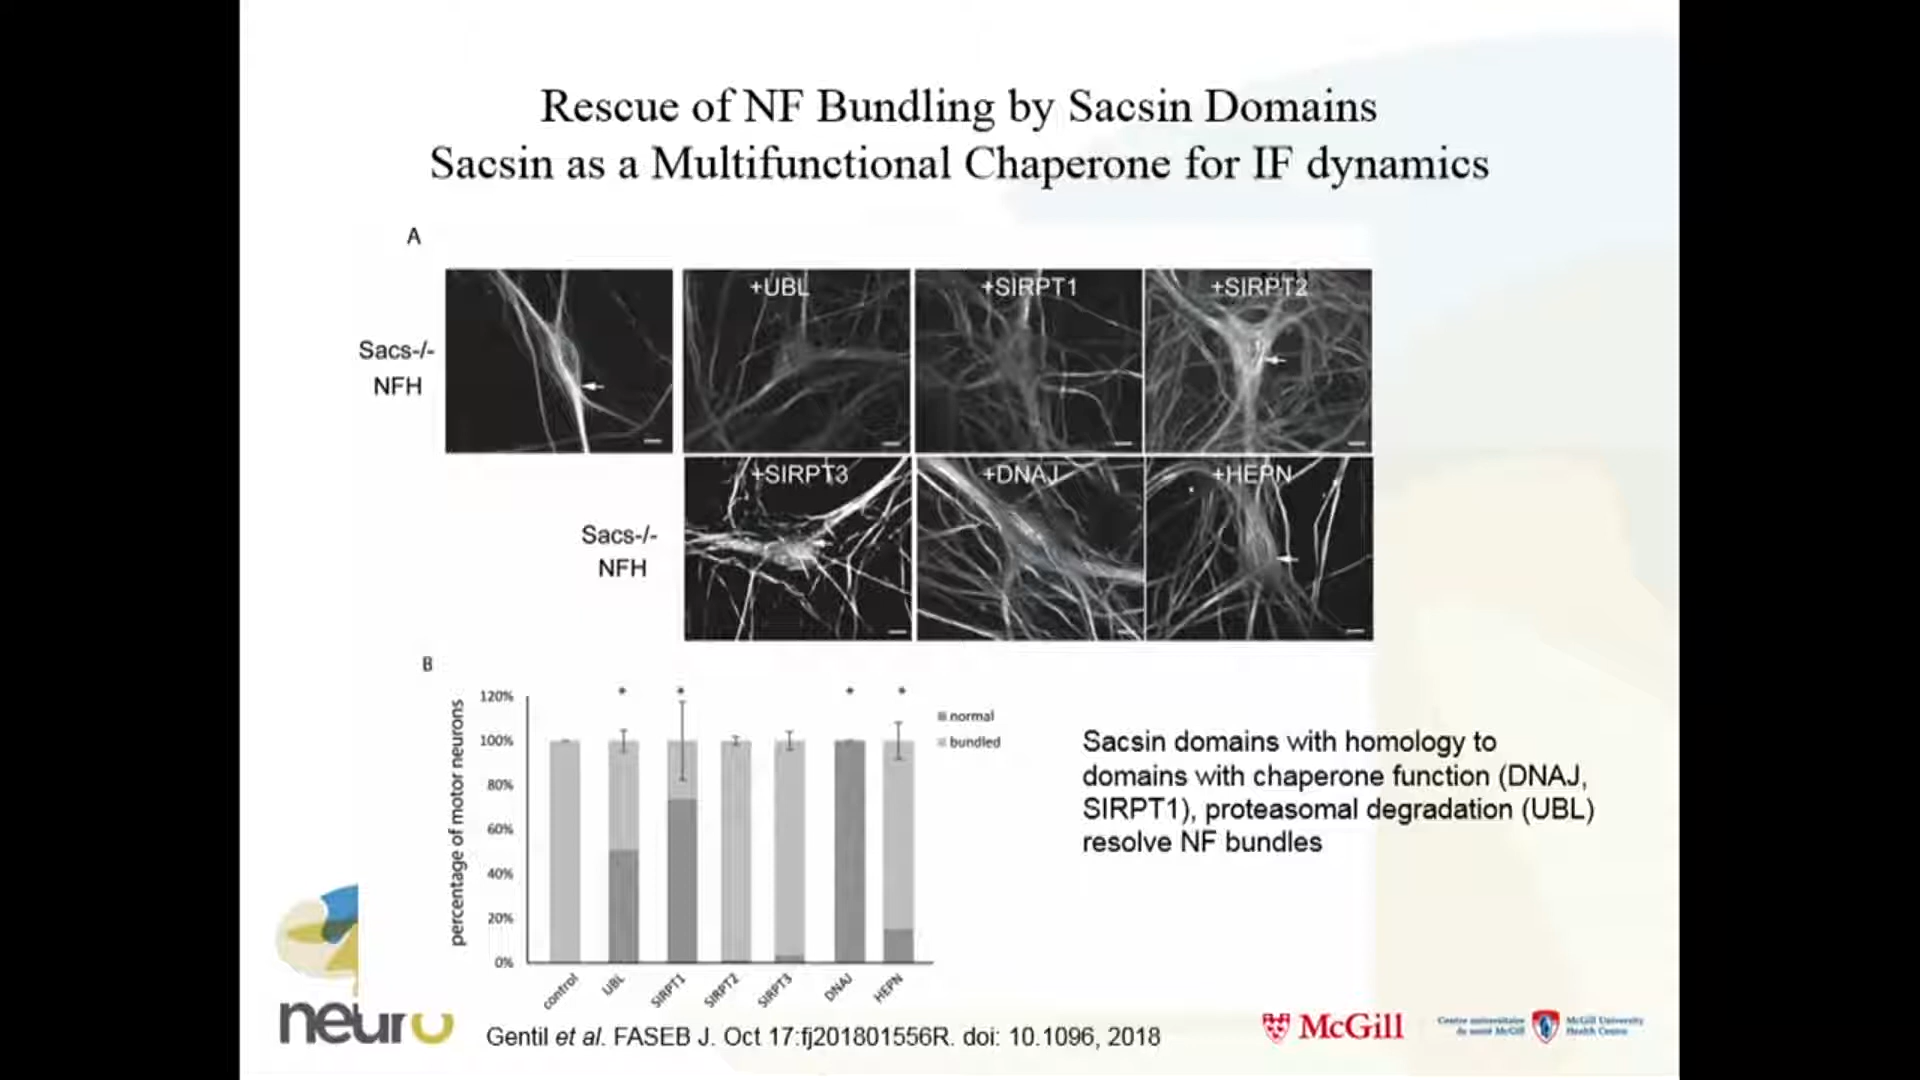 Rescue of NF Bundling by Sacsin Domains
Sacsin as a Multifunctional Chaperone for IF dynamics
A
Sacs-/-
NFH
+UBL
+SIRPT1
+SIRPT2
Sacs-/-
NFH
+SIRPT3
+DNAJ
+HEPN
B
percentage of motor neurons
120%
100%
80%
60%
40%
20%
0%
* * * *
normal
bundled
control
UBL
SIRPT1
SIRPT2
SIRPT3
DNAJ
HEPN
Sacsin domains with homology to
domains with chaperone function (DNAJ,
SIRPT1), proteasomal degradation (UBL)
resolve NF bundles
neuro
Gentil et al. FASEB J. Oct 17:fj201801556R. doi: 10.1096, 2018
McGill
Centre universitaire
de santé McGill
McGill University
Health Centre